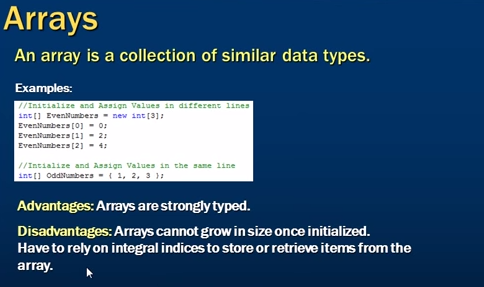 Arrays
An array is a collection of similar data types.
Examples:
//Initialize and Assign Values in different lines
int[] EvenNumbers = new int[3];
EvenNumbers[0] = 0;
EvenNumbers[1] = 2;
EvenNumbers[2] = 4;
//Intialize and Assign Values in the same line
int[] OddNumbers = { 1, 2, 3 };
Advantages: Arrays are strongly typed.
Disadvantages: Arrays cannot grow in size once initialized.
Have to rely on integral indices to store or retrieve items from the
array.